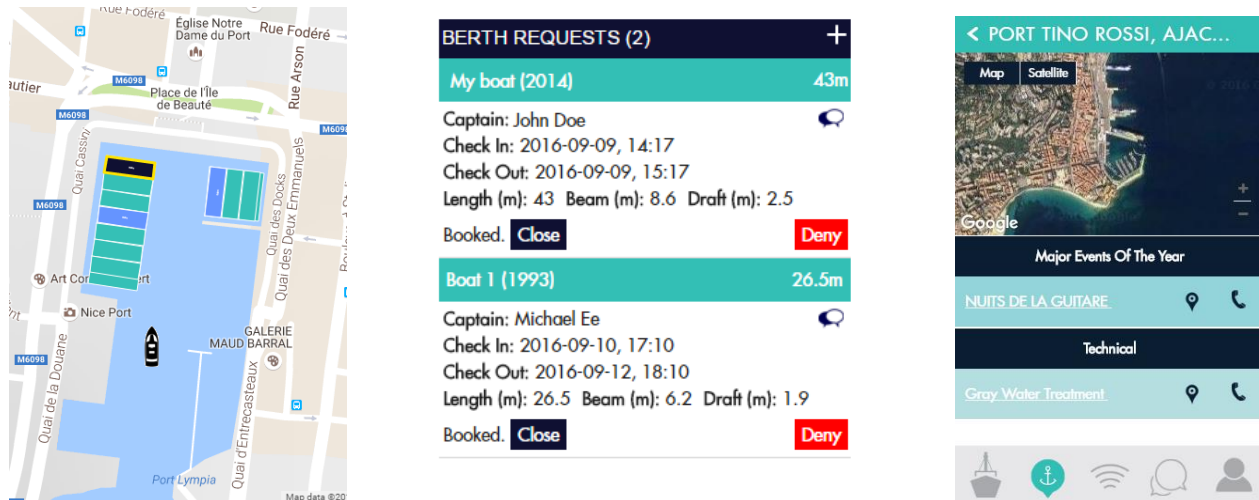 Rue Fodéré
Église Notre
Dame du Port
Rue Fodéré
Rue Arson
M6098
Place de l'Île
de Beauté
autier
M6098
M6098
Quai Cassini
Quai des Docks
Quai des Deux Emmanuels
M6098
Art Con
ert
Nice Port
GALERIE
MAUD BARRAL
M6098
Quai de la Douane
Quai d'Entrecasteaux
Port Lympia
Map data ©20
BERTH REQUESTS (2)
+
My boat (2014) 43m
Captain: John Doe
Check In: 2016-09-09, 14:17
Check Out: 2016-09-09, 15:17
Length (m): 43 Beam (m): 8.6 Draft (m): 2.5
Booked. Close Deny
Boat 1 (1993) 26.5m
Captain: Michael Ee
Check In: 2016-09-10, 17:10
Check Out: 2016-09-12, 18:10
Length (m): 26.5 Beam (m): 6.2 Draft (m): 1.9
Booked. Close Deny
< PORT TINO ROSSI, AJAC...
Map Satellite
© 2016
Google
Major Events Of The Year
NUITS DE LA GUITARE
Technical
Gray Water Treatment